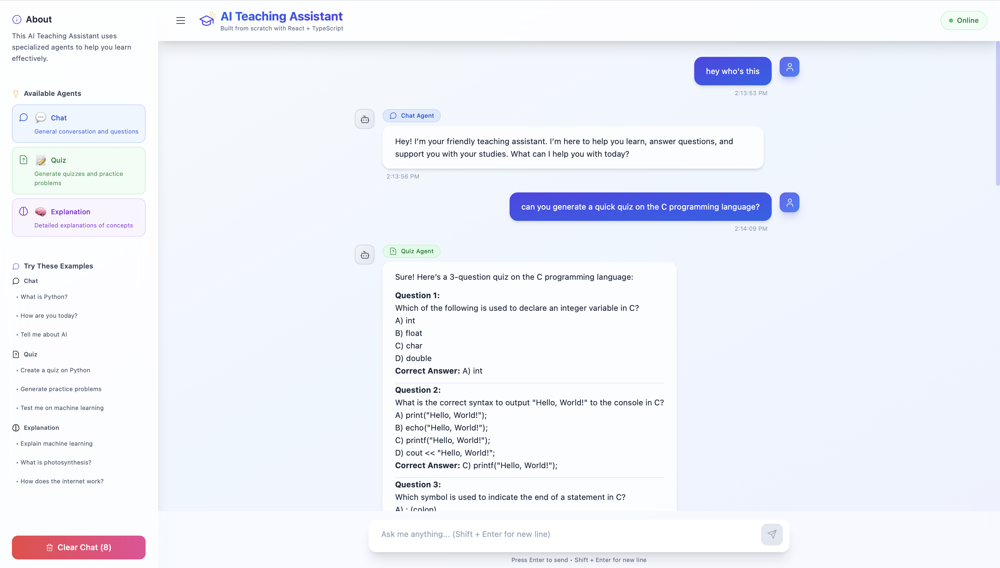 About
This AI Teaching Assistant uses
specialized agents to help you learn
effectively.
Available Agents
Chat
General conversation and questions
Quiz
Generate quizzes and practice
problems
Explanation
Detailed explanations of concepts
Try These Examples
Chat
• What is Python?
• How are you today?
• Tell me about AI
Quiz
• Create a quiz on Python
• Generate practice problems
• Test me on machine learning
Explanation
• Explain machine learning
• What is photosynthesis?
• How does the internet work?
Clear Chat (8)
AI Teaching Assistant
Built from scratch with React + TypeScript
Online
hey who's this
2:13:53 PM
Chat Agent
Hey! I’m your friendly teaching assistant. I’m here to help you learn, answer questions, and
support you with your studies. What can I help you with today?
2:13:56 PM
can you generate a quick quiz on the C programming language?
2:14:09 PM
Quiz Agent
Sure! Here’s a 3-question quiz on the C programming language:
Question 1:
Which of the following is used to declare an integer variable in C?
A) int
B) float
C) char
D) double
Correct Answer: A) int
Question 2:
What is the correct syntax to output "Hello, World!" to the console in C?
A) print("Hello, World!");
B) echo("Hello, World!");
C) printf("Hello, World!");
D) cout << "Hello, World!";
Correct Answer: C) printf("Hello, World!");
Question 3:
Which symbol is used to indicate the end of a statement in C?
A) : (colon)
Ask me anything... (Shift + Enter for new line)
Press Enter to send • Shift + Enter for new line